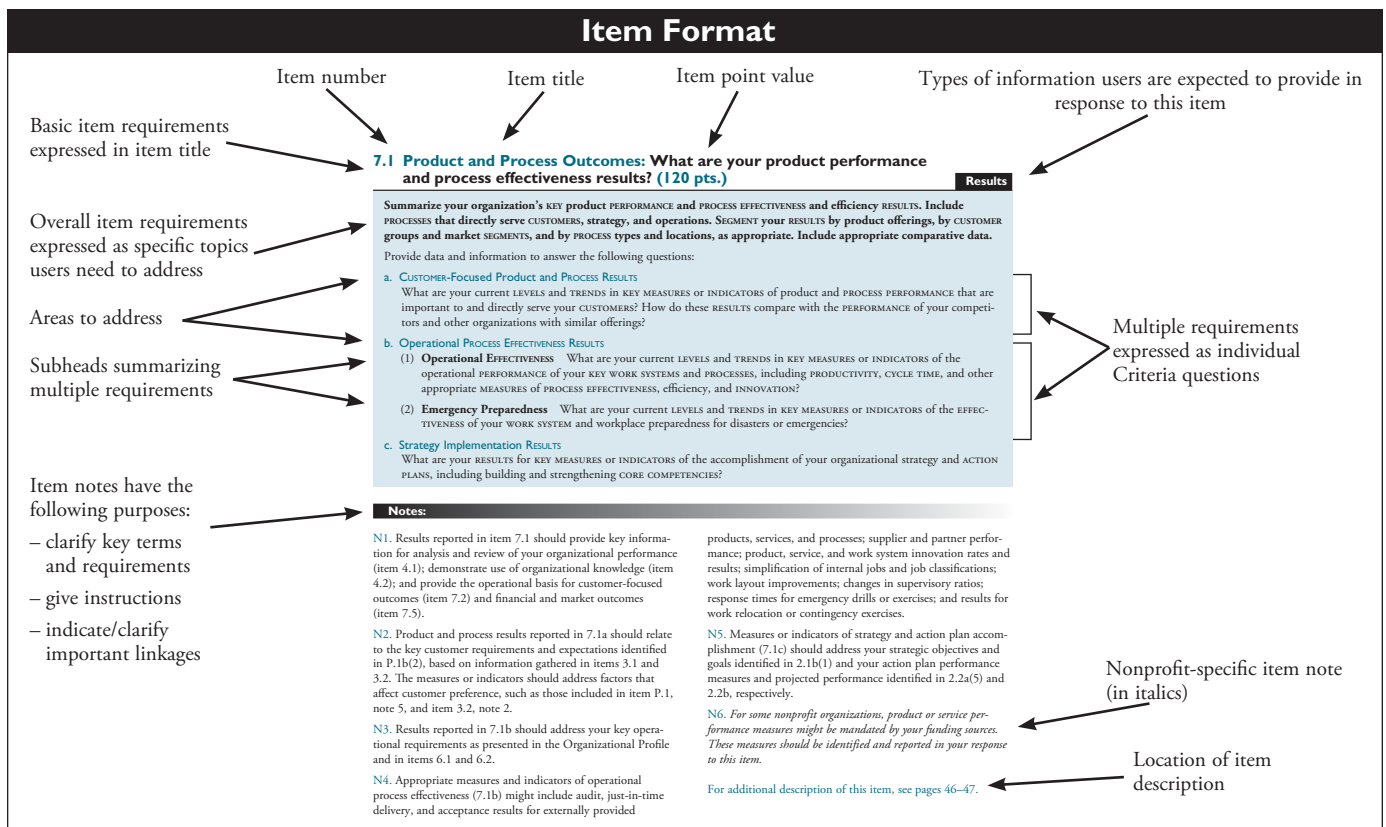 Item Format
Item number
Item title
Item point value
Types of information users are expected to provide in
response to this item
Basic item requirements
expressed in item title
7.1 Product and Process Outcomes: What are your product performance
and process effectiveness results? (120 pts.)
Results
Overall item requirements
expressed as specific topics
users need to address
Summarize your organization's KEY product PERFORMANCE and PROCESS EFFECTIVENESS and efficiency RESULTS. Include
PROCESSES that directly serve CUSTOMERS, strategy, and operations. SEGMENT your RESULTS by product offerings, by CUSTOMER
groups and market SEGMENTS, and by PROCESS types and locations, as appropriate. Include appropriate comparative data.
Provide data and information to answer the following questions:
Areas to address
a. CUSTOMER-Focused Product and PROCESS RESULTS
What are your current LEVELS and TRENDS in KEY MEASURES or INDICATORS of product and PROCESS PERFORMANCE that are
important to and directly serve your CUSTOMERS? How do these RESULTS compare with the PERFORMANCE of your competi-
tors and other organizations with similar offerings?
Subheads summarizing
multiple requirements
b. Operational PROCESS EFFECTIVENESS RESULTS
(1) Operational EFFECTIVENESS What are your current LEVELS and TRENDS in KEY MEASURES or INDICATORS of the
operational PERFORMANCE of your KEY WORK SYSTEMS and PROCESSES, including PRODUCTIVITY, CYCLE TIME, and other
appropriate MEASURES of PROCESS EFFECTIVENESS, efficiency, and INNOVATION?
(2) Emergency Preparedness What are your current LEVELS and TRENDS in KEY MEASURES or INDICATORS of the EFFEC-
TIVENESS of your WORK SYSTEM and workplace preparedness for disasters or emergencies?
c. Strategy Implementation RESULTS
What are your RESULTS for KEY MEASURES or INDICATORS of the accomplishment of your organizational strategy and ACTION
PLANS, including building and strengthening CORE COMPETENCIES?
Multiple requirements
expressed as individual
Criteria questions
Item notes have the
following purposes:
– clarify key terms
and requirements
– give instructions
– indicate/clarify
important linkages
Notes:
N1. Results reported in item 7.1 should provide key informa-
tion for analysis and review of your organizational performance
(item 4.1); demonstrate use of organizational knowledge (item
4.2); and provide the operational basis for customer-focused
outcomes (item 7.2) and financial and market outcomes
(item 7.5).
N2. Product and process results reported in 7.1a should relate
to the key customer requirements and expectations identified
in P.1b(2), based on information gathered in items 3.1 and
3.2. The measures or indicators should address factors that
affect customer preference, such as those included in item P.1,
note 5, and item 3.2, note 2.
N3. Results reported in 7.1b should address your key opera-
tional requirements as presented in the Organizational Profile
and in items 6.1 and 6.2.
N4. Appropriate measures and indicators of operational
process effectiveness (7.1b) might include audit, just-in-time
delivery, and acceptance results for externally provided
products, services, and processes; supplier and partner perfor-
mance; product, service, and work system innovation rates and
results; simplification of internal jobs and job classifications;
work layout improvements; changes in supervisory ratios;
response times for emergency drills or exercises; and results for
work relocation or contingency exercises.
N5. Measures or indicators of strategy and action plan accom-
plishment (7.1c) should address your strategic objectives and
goals identified in 2.1b(1) and your action plan performance
measures and projected performance identified in 2.2a(5) and
2.2b, respectively.
N6. For some nonprofit organizations, product or service per-
formance measures might be mandated by your funding sources.
These measures should be identified and reported in your response
to this item.
For additional description of this item, see pages 46–47.
Nonprofit-specific item note
(in italics)
Location of item
description